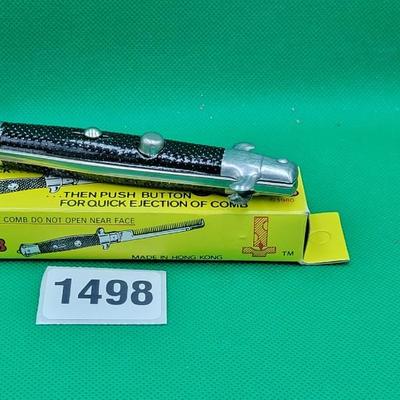 ...THEN PUSH BUTTON
FOR QUICK EJECTION OF COMB
©1980
COMB DO NOT OPEN NEAR FACE
MADE IN HONG KONG
TM
1498